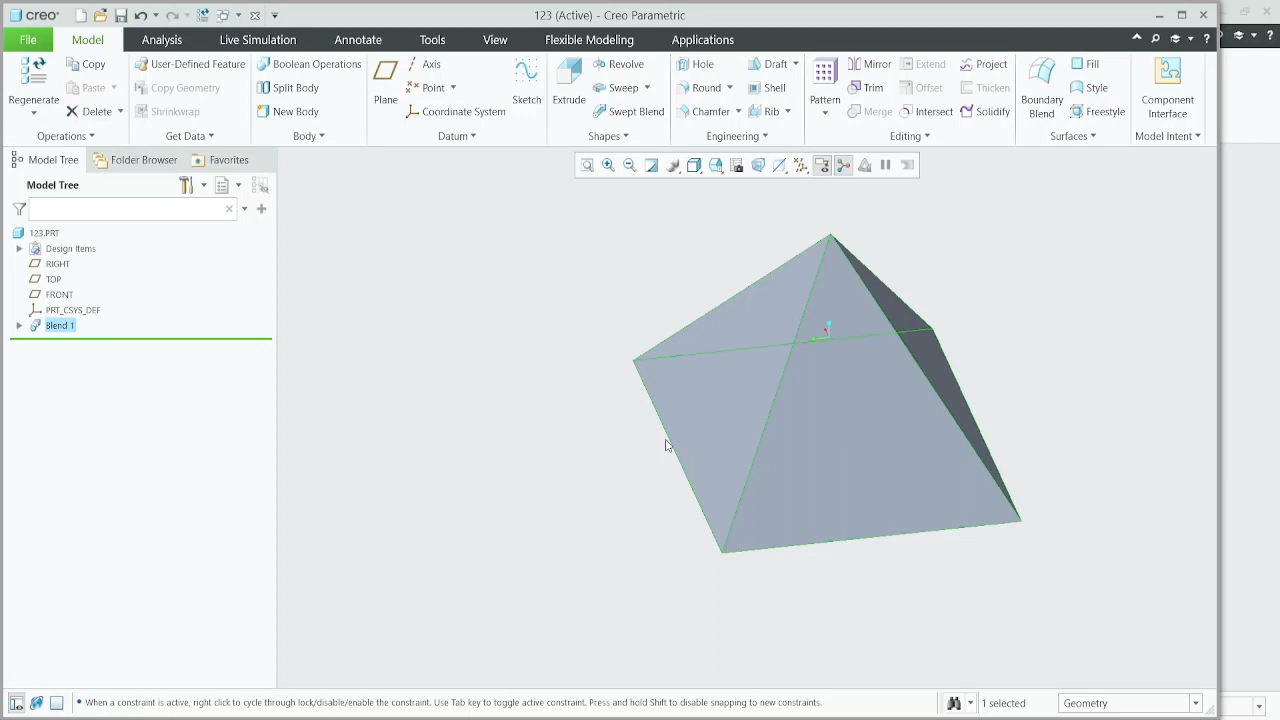 creo 123 (Active) - Creo Parametric
File Model Analysis Live Simulation Annotate Tools View Flexible Modeling Applications
Copy User-Defined Feature Boolean Operations Axis Revolve Hole Draft Mirror Extend Project Fill
Paste Copy Geometry Split Body Point Sweep Round Shell Trim Offset Thicken Style
Regenerate Plane Sketch Extrude Pattern Boundary Blend Component Interface
Delete Shrinkwrap New Body Coordinate System Swept Blend Chamfer Rib Merge Intersect Solidify Freestyle
Operations Get Data Body Datum Shapes Engineering Editing Surfaces Model Intent
Model Tree Folder Browser Favorites
Model Tree
123.PRT
Design Items
RIGHT
TOP
FRONT
PRT_CSYS_DEF
Blend 1
• When a constraint is active, right click to cycle through lock/disable/enable the constraint. Use Tab key to toggle active constraint. Press and hold Shift to disable snapping to new constraints. 1 selected Geometry